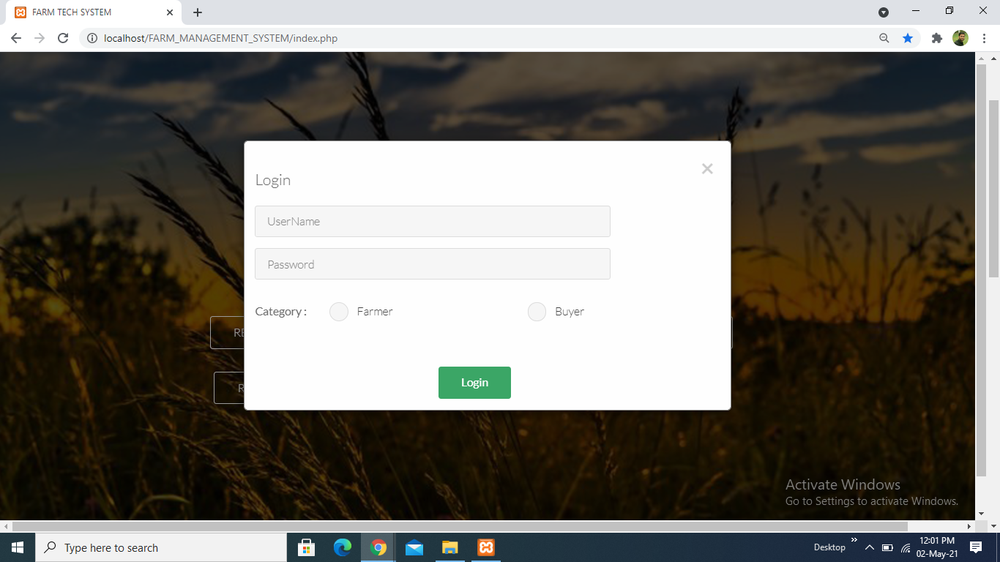 FARM TECH SYSTEM
localhost/FARM_MANAGEMENT_SYSTEM/index.php
Login
UserName
Password
Category : Farmer Buyer
RE
R
Login
Activate Windows
Go to Settings to activate Windows.
Type here to search
Desktop
12:01 PM
02-May-21